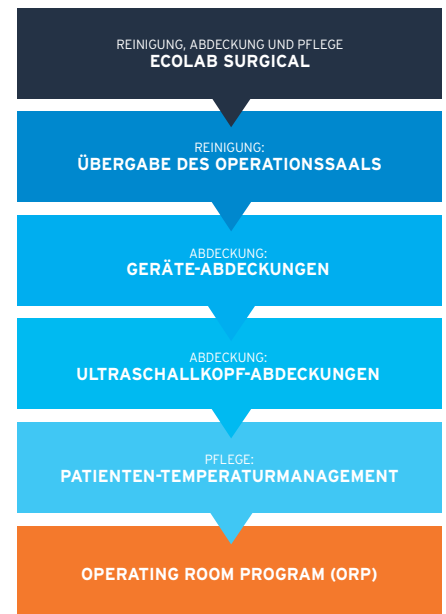 REINIGUNG, ABDECKUNG UND PFLEGE
ECOLAB SURGICAL
REINIGUNG:
ÜBERGABE DES OPERATIONSSAALS
ABDECKUNG:
GERÄTE-ABDECKUNGEN
ABDECKUNG:
ULTRASCHALLKOPF-ABDECKUNGEN
PFLEGE:
PATIENTEN-TEMPERATURMANAGEMENT
OPERATING ROOM PROGRAM (ORP)